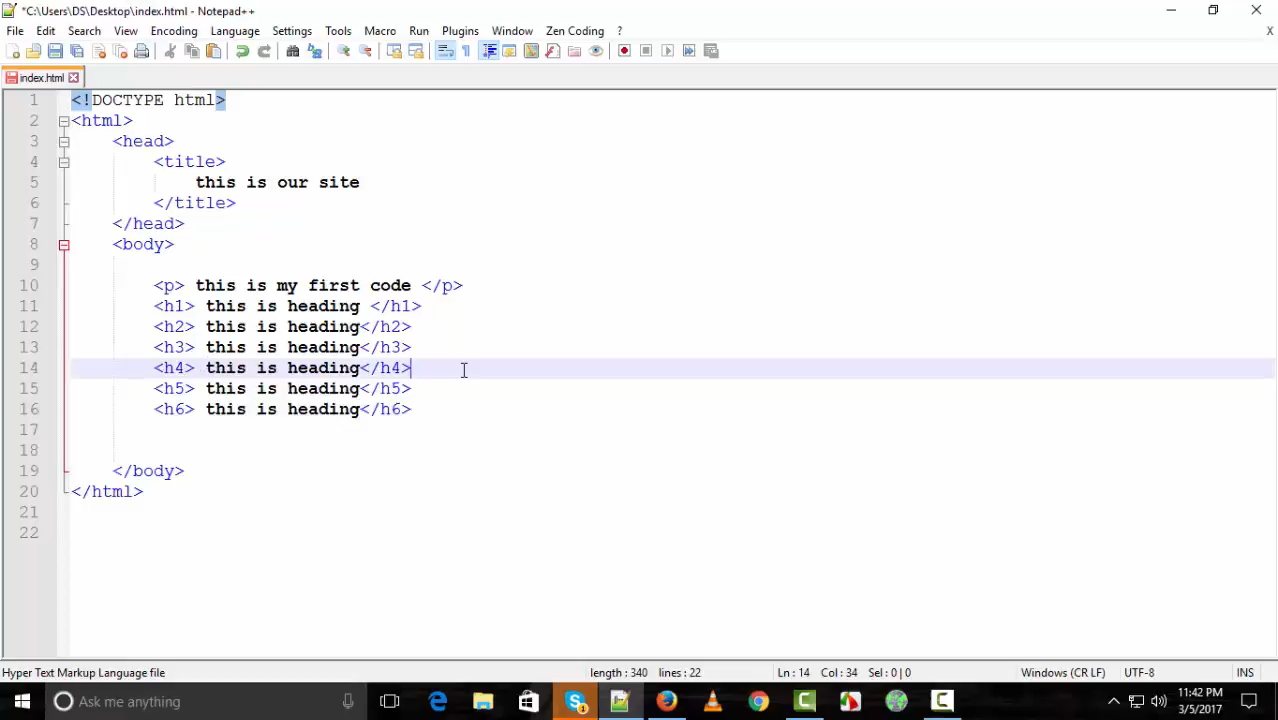 *C:\Users\DS\Desktop\index.html - Notepad++
File Edit Search View Encoding Language Settings Tools Macro Run Plugins Window Zen Coding ? X
index.html
1 <!DOCTYPE html>
2 <html>
3 <head>
4 <title>
5 this is our site
6 </title>
7 </head>
8 <body>
9
10 <p> this is my first code </p>
11 <h1> this is heading </h1>
12 <h2> this is heading</h2>
13 <h3> this is heading</h3>
14 <h4> this is heading</h4>
15 <h5> this is heading</h5>
16 <h6> this is heading</h6>
17
18
19 </body>
20 </html>
21
22
Hyper Text Markup Language file length : 340 lines : 22 Ln : 14 Col : 34 Sel : 0 | 0 Windows (CR LF) UTF-8 INS
Ask me anything 11:42 PM
3/5/2017